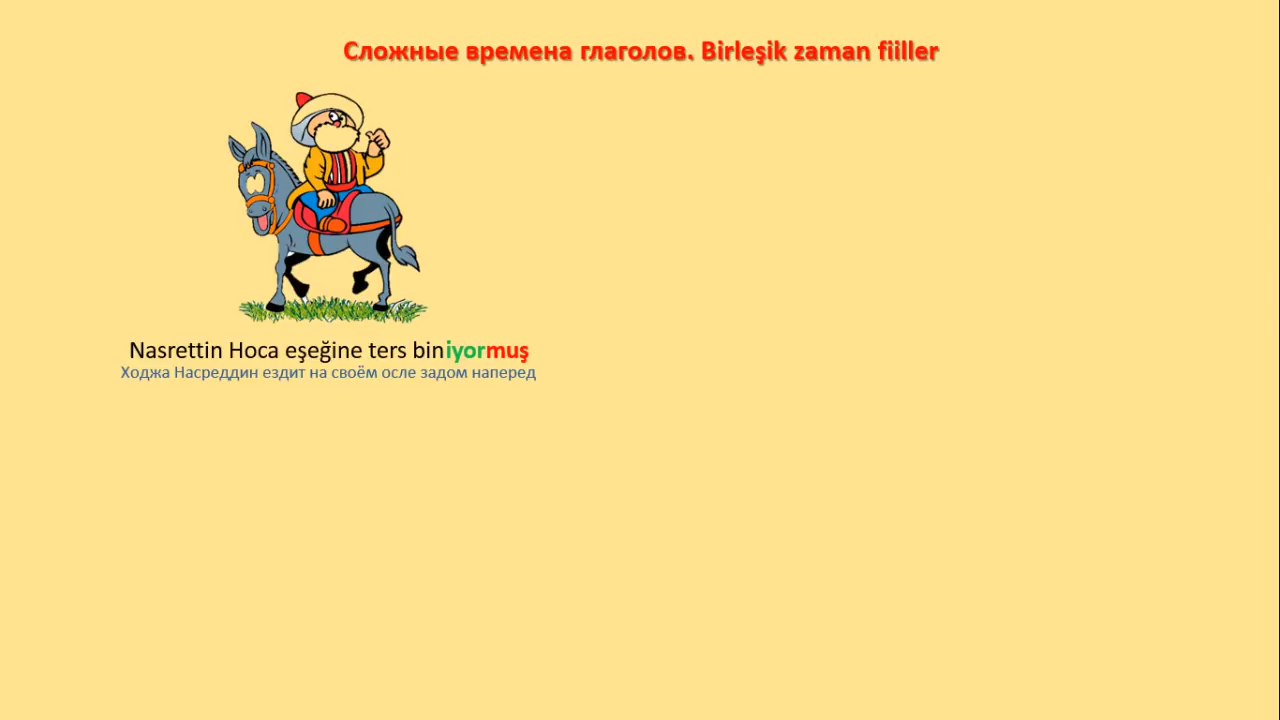 Сложные времена глаголов. Birleşik zaman fiiller
Nasrettin Hoca eşeğine ters biniyormuş
Ходжа Насреддин ездит на своём осле задом наперед